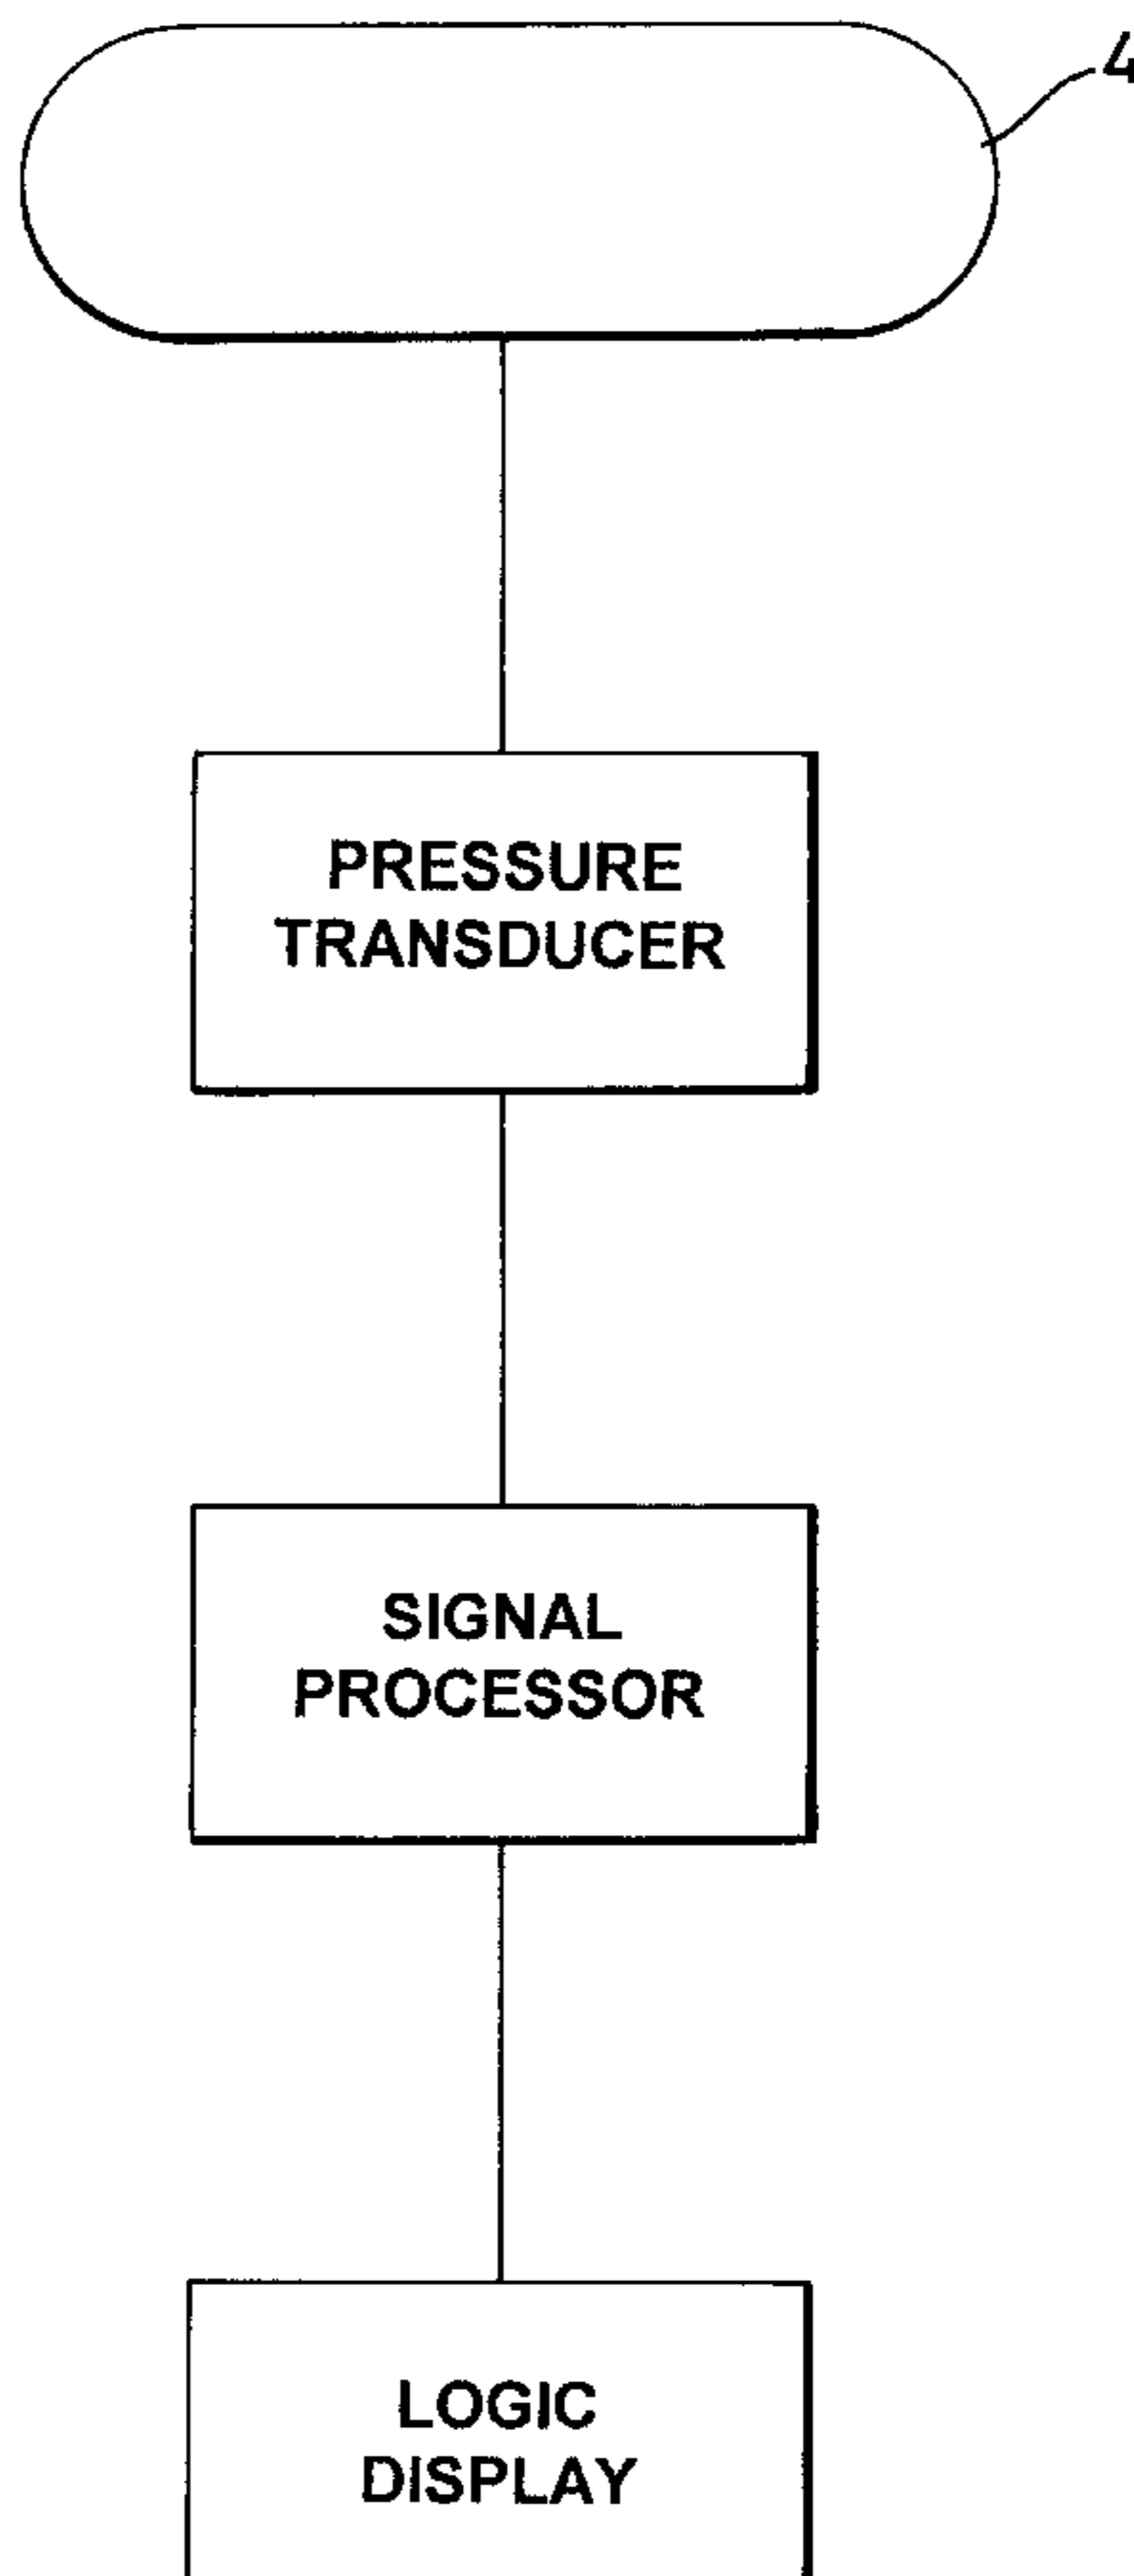 4
PRESSURE
TRANSDUCER
SIGNAL
PROCESSOR
LOGIC
DISPLAY